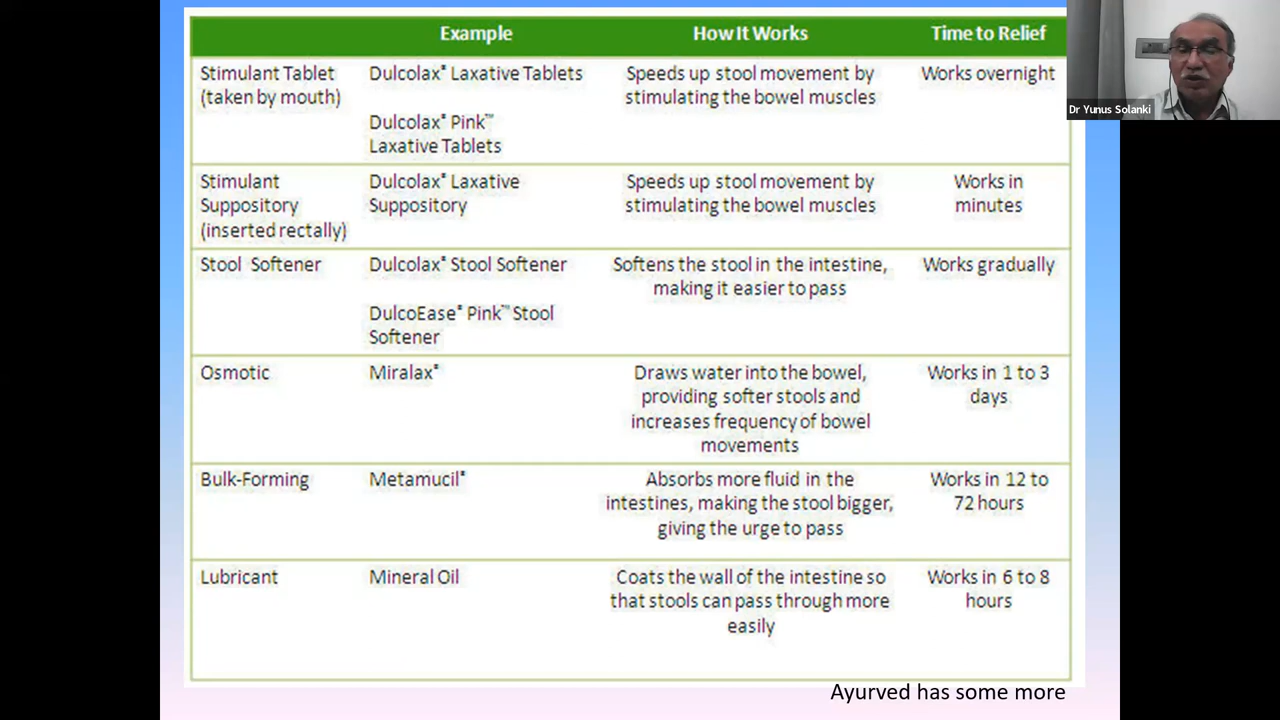 Example How It Works Time to Relief
Stimulant Tablet
(taken by mouth)
Dulcolax® Laxative Tablets
Dulcolax® Pink™
Laxative Tablets
Speeds up stool movement by
stimulating the bowel muscles
Works overnight
Stimulant
Suppository
(inserted rectally)
Dulcolax® Laxative
Suppository
Speeds up stool movement by
stimulating the bowel muscles
Works in
minutes
Stool Softener
Dulcolax® Stool Softener
DulcoEase® Pink™ Stool
Softener
Softens the stool in the intestine,
making it easier to pass
Works gradually
Osmotic
Miralax®
Draws water into the bowel,
providing softer stools and
increases frequency of bowel
movements
Works in 1 to 3
days
Bulk-Forming
Metamucil®
Absorbs more fluid in the
intestines, making the stool bigger,
giving the urge to pass
Works in 12 to
72 hours
Lubricant
Mineral Oil
Coats the wall of the intestine so
that stools can pass through more
easily
Works in 6 to 8
hours
Ayurved has some more
Dr Yunus Solanki